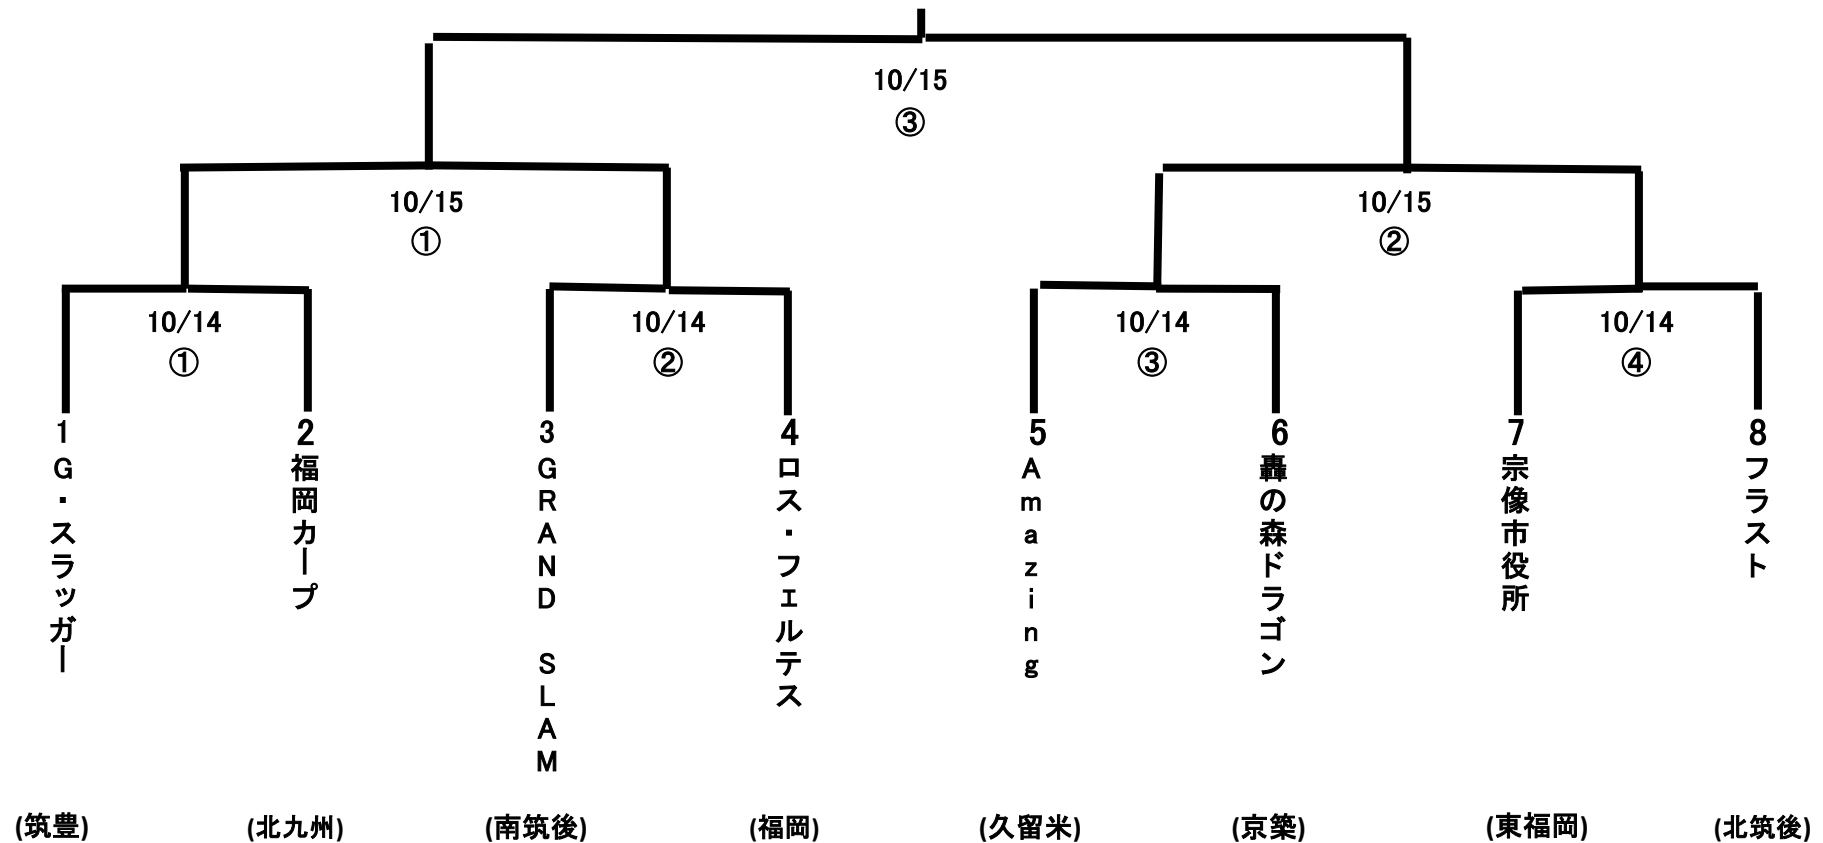 10/15
③
10/15
①
10/15
②
10/14
①
10/14
②
10/14
③
10/14
④
1 G・スラッガー
2 福岡カープ
3 GRAND SLAM
4 ロス・フェルテス
5 Amazing
6 轟の森ドラゴン
7 宗像市役所
8 フラスト
(筑豊)
(北九州)
(南筑後)
(福岡)
(久留米)
(京築)
(東福岡)
(北筑後)